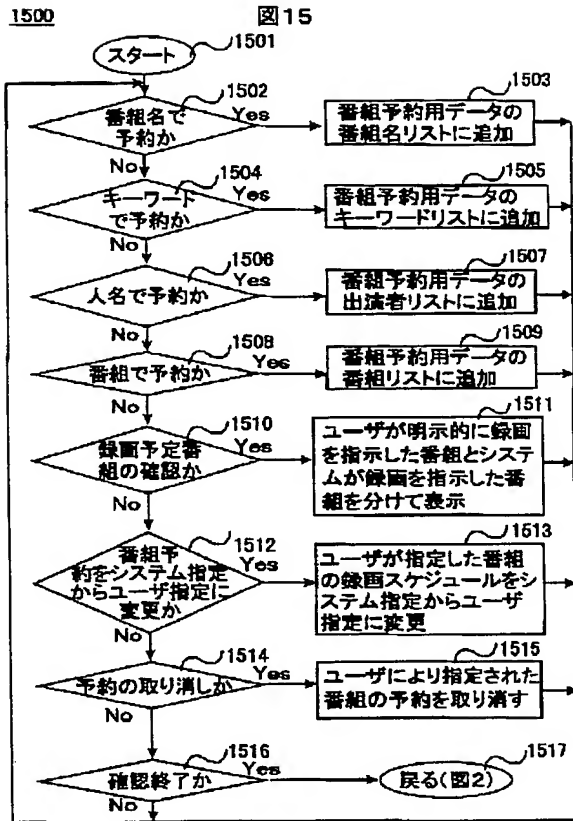 1500
図15
スタート
1501
番組名で
予約か
1502
Yes
No
番組予約用データの
番組名リストに追加
1503
キーワード
で予約か
1504
Yes
No
番組予約用データの
キーワードリストに追加
1505
人名で予約か
1506
Yes
No
番組予約用データの
出演者リストに追加
1507
番組で予約か
1508
Yes
No
番組予約用データの
番組リストに追加
1509
録画予定番
組の確認か
1510
Yes
No
ユーザが明示的に録画
を指示した番組とシステ
ムが録画を指示した番
組を分けて表示
1511
番組予
約をシステム指定
からユーザ指定に
変更か
1512
Yes
No
ユーザが指定した番組
の録画スケジュールをシ
ステム指定からユーザ
指定に変更
1513
予約の取り消しか
1514
Yes
No
ユーザにより指定された
番組の予約を取り消す
1515
確認終了か
1516
Yes
No
戻る(図2)
1517